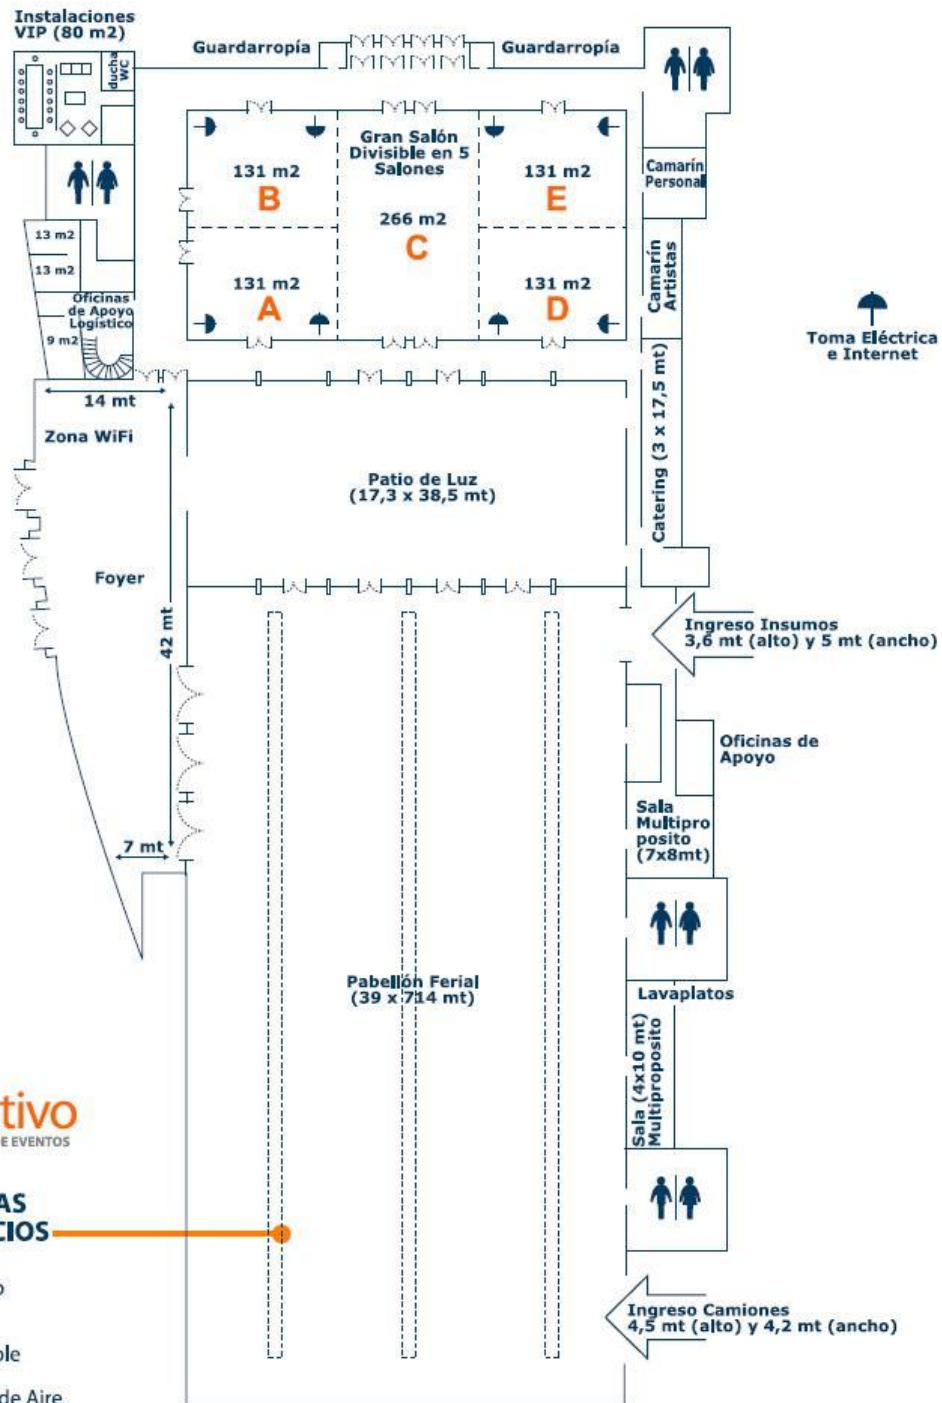 Instalaciones
VIP (80 m2)
ducha
WC
Guardarropía
Guardarropía
Gran Salón
Divisible en 5
Salones
131 m2
B
131 m2
E
266 m2
C
131 m2
A
131 m2
D
Camarín
Personal
Camarín
Artistas
13 m2
13 m2
Oficinas
de Apoyo
Logístico
9 m2
Toma Eléctrica
e Internet
14 mt
Zona WiFi
Catering (3 x 17,5 mt)
Patio de Luz
(17,3 x 38,5 mt)
Foyer
42 mt
Ingreso Insumos
3,6 mt (alto) y 5 mt (ancho)
Oficinas de
Apoyo
Sala
Multipro
posito
(7x8mt)
7 mt
Pabellón Ferial
(39 x 714 mt)
Lavaplatos
Sala (4x10 mt)
Multiproposito
tivo
DE EVENTOS
AS
CIOS
o
ble
de Aire
Ingreso Camiones
4,5 mt (alto) y 4,2 mt (ancho)